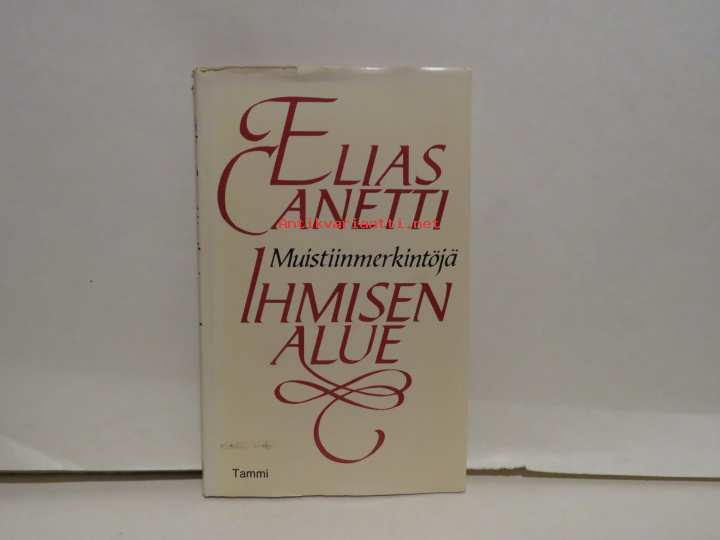 ELIAS
CANETTI
Antikvariaatti.net
Muistiinmerkintöjä
IHMISEN
ALUE
Tammi